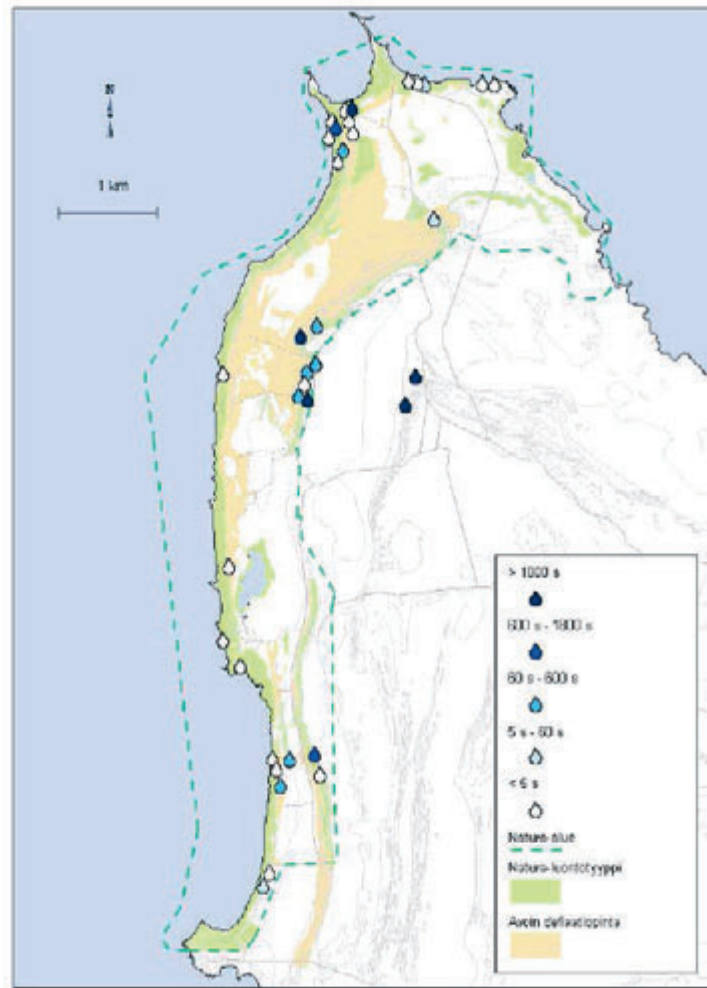 N
1 km
> 1800 s
600 s - 1800 s
60 s - 600 s
5 s - 60 s
< 5 s
Natura-alue
Natura-luontotyyppi
Avoin deflaatiopinta